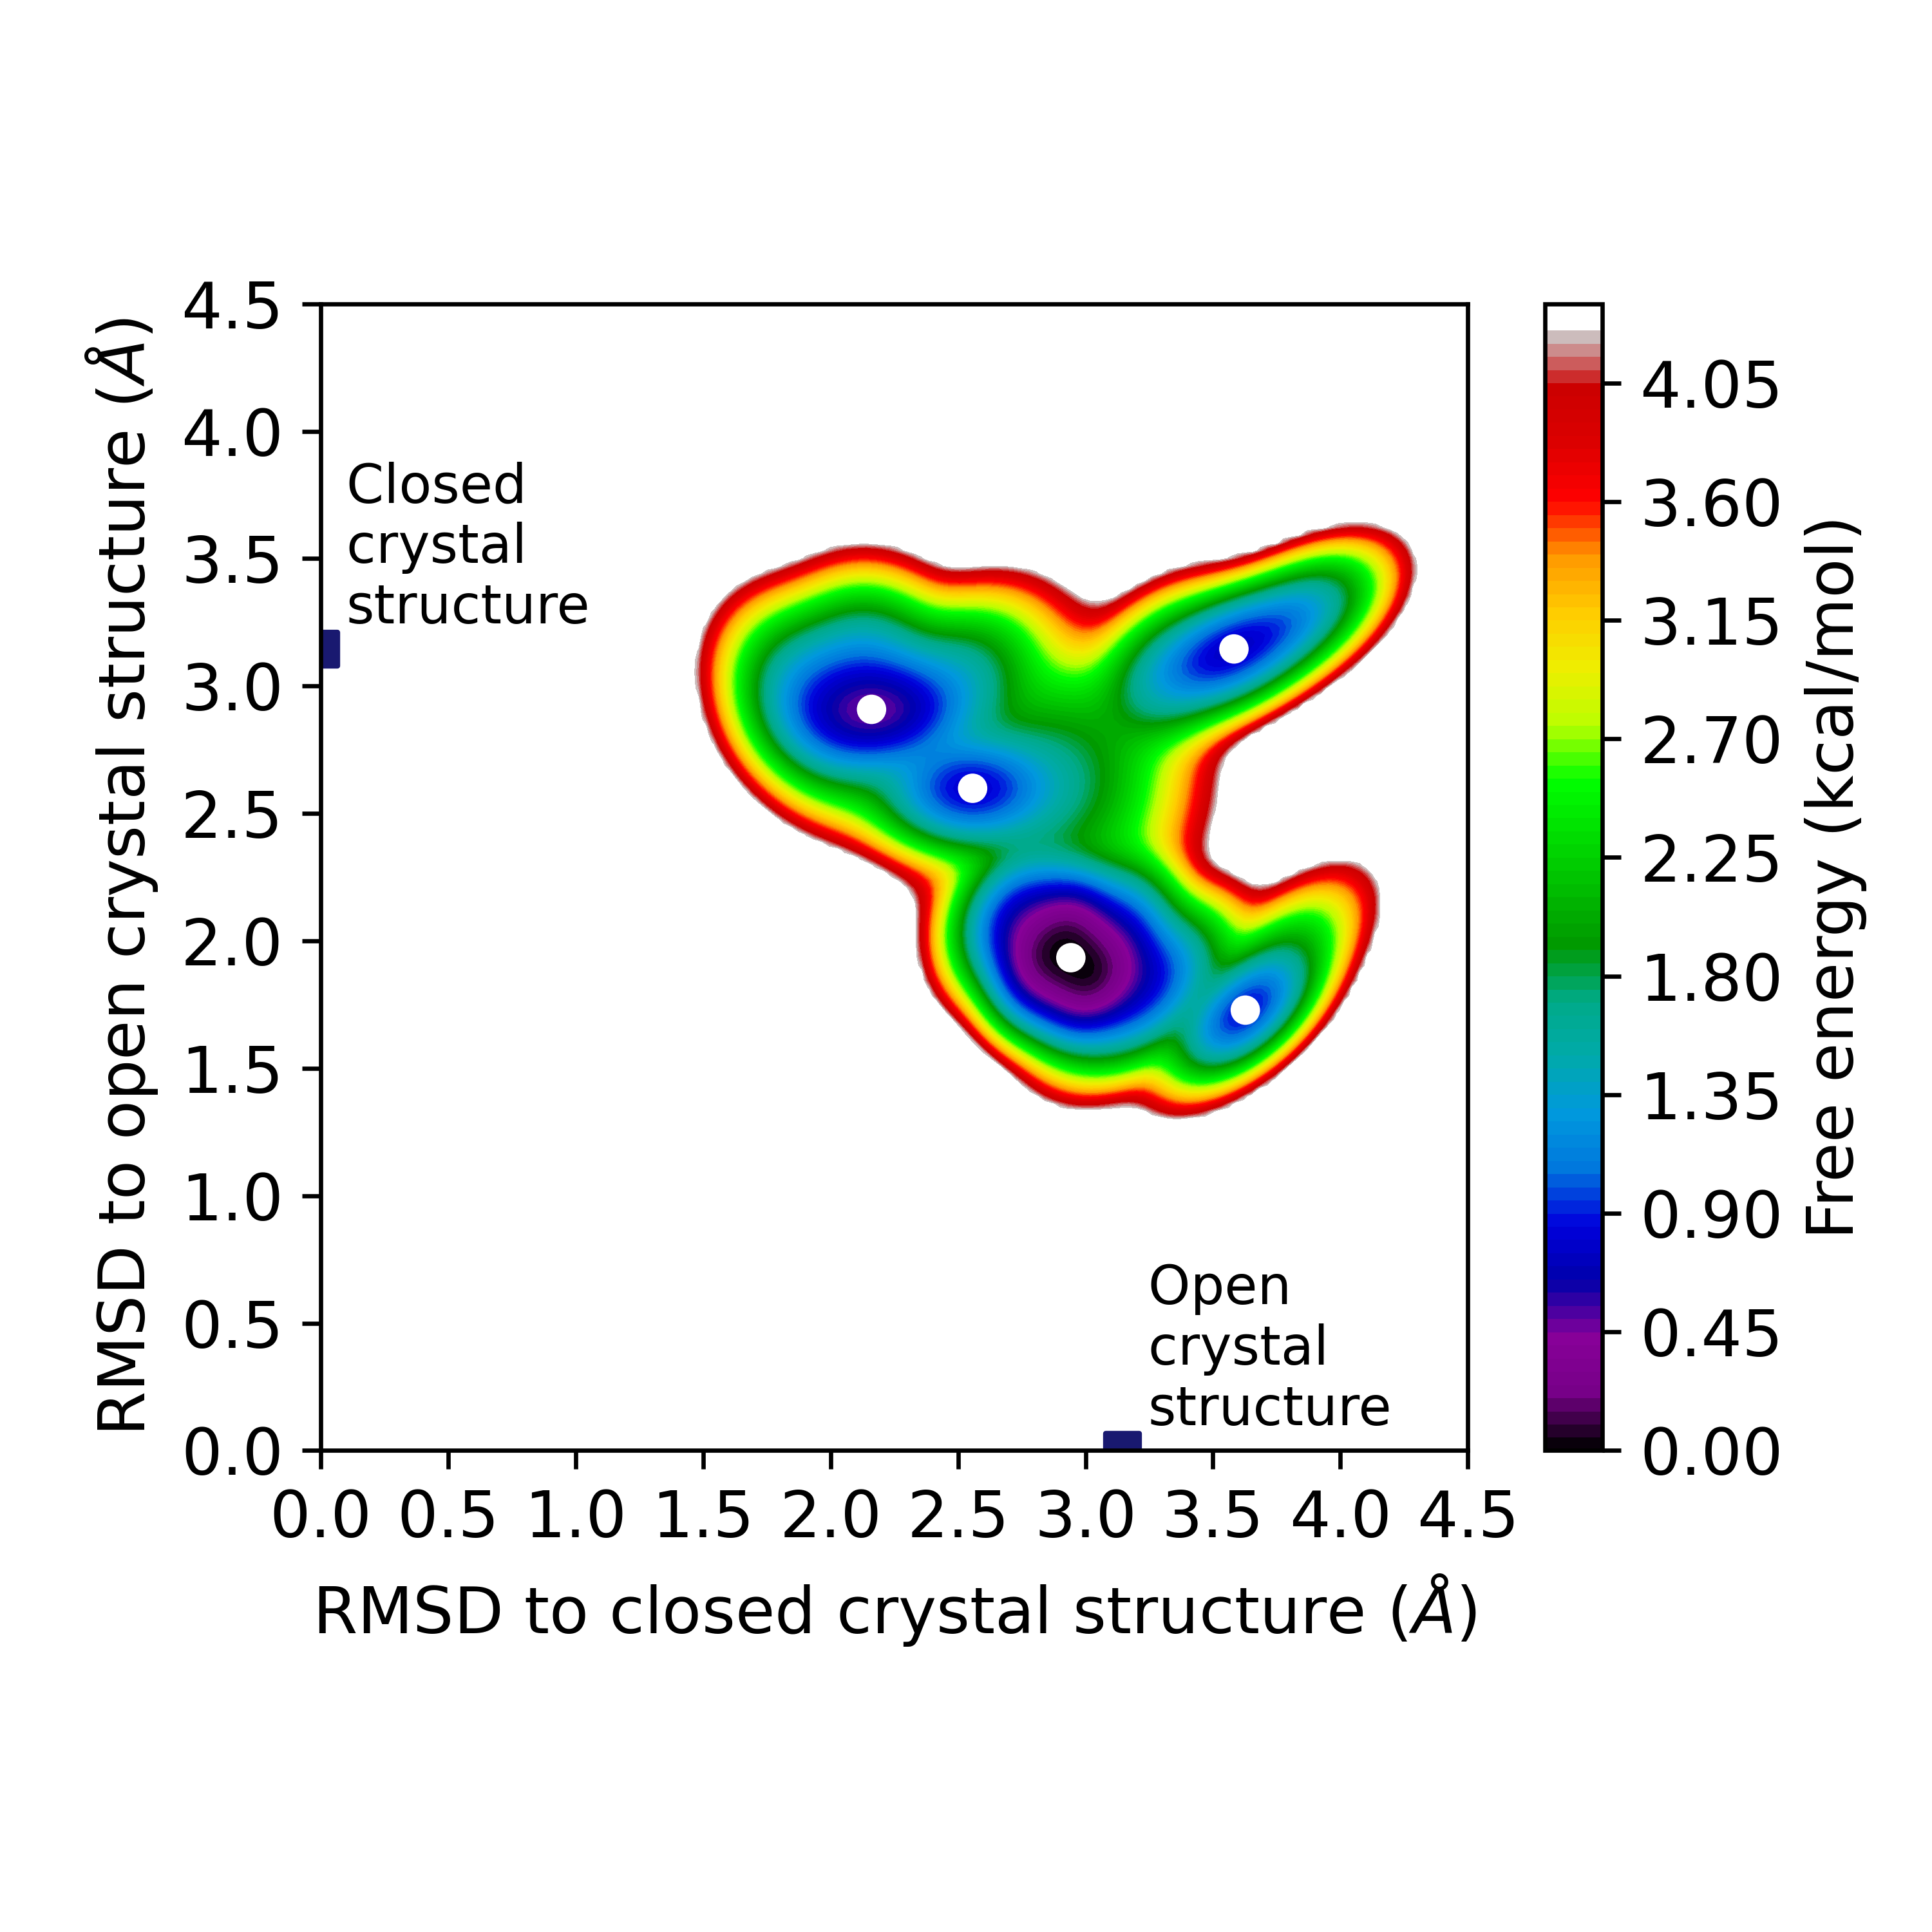 RMSD to open crystal structure (Å)
4.5
4.0
3.5
3.0
2.5
2.0
1.5
1.0
0.5
0.0
Closed
crystal
structure
Open
crystal
structure
0.0 0.5 1.0 1.5 2.0 2.5 3.0 3.5 4.0 4.5
RMSD to closed crystal structure (Å)
4.05
3.60
3.15
2.70
2.25
1.80
1.35
0.90
0.45
0.00
Free energy (kcal/mol)